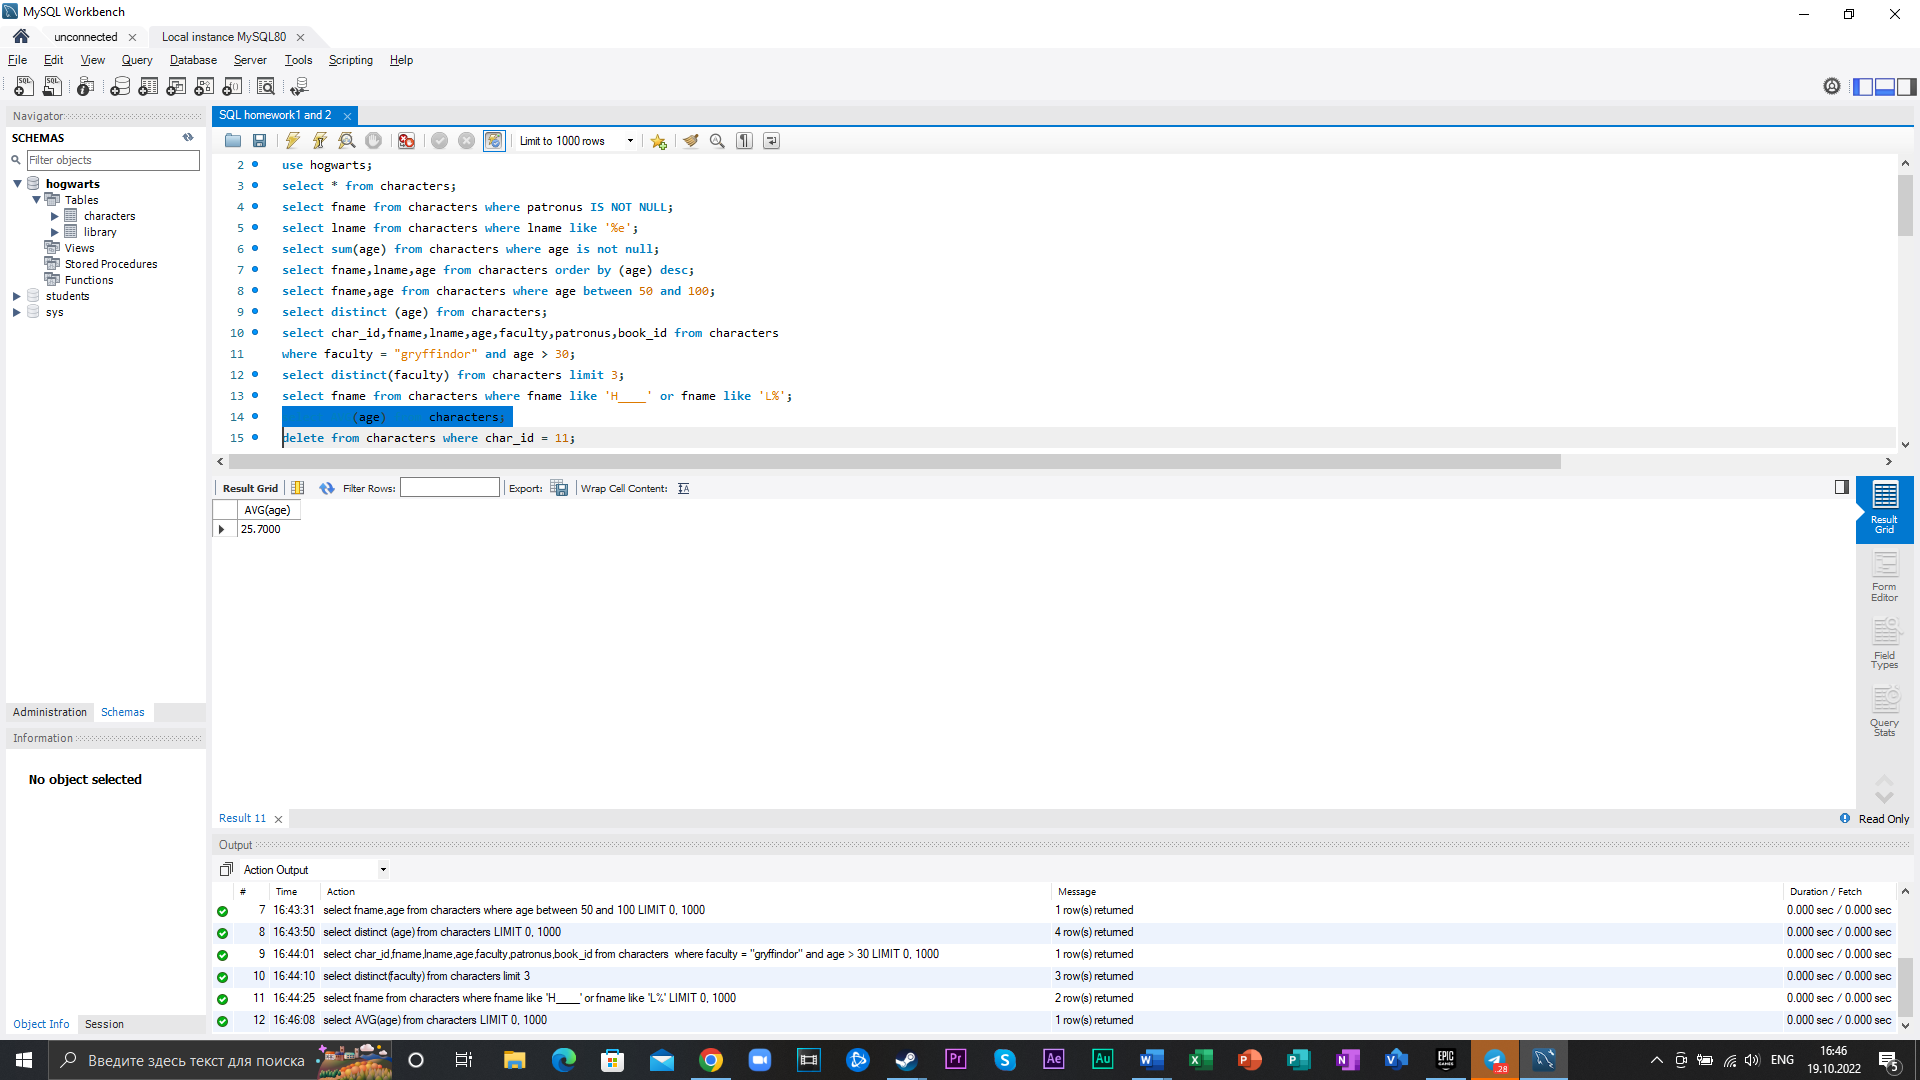 MySQL Workbench
unconnected
Local instance MySQL80
File Edit View Query Database Server Tools Scripting Help
Navigator
SCHEMAS
Filter objects
hogwarts
Tables
characters
library
Views
Stored Procedures
Functions
students
sys
Administration Schemas
Information
No object selected
Object Info Session
SQL homework1 and 2
Limit to 1000 rows
2 use hogwarts;
3 select * from characters;
4 select fname from characters where patronus IS NOT NULL;
5 select lname from characters where lname like '%e';
6 select sum(age) from characters where age is not null;
7 select fname,lname,age from characters order by (age) desc;
8 select fname,age from characters where age between 50 and 100;
9 select distinct (age) from characters;
10 select char_id,fname,lname,age,faculty,patronus,book_id from characters
11 where faculty = "gryffindor" and age > 30;
12 select distinct(faculty) from characters limit 3;
13 select fname from characters where fname like 'H____' or fname like 'L%';
14 (age) characters;
15 delete from characters where char_id = 11;
Result Grid Filter Rows: Export: Wrap Cell Content:
AVG(age)
25.7000
Result Grid
Form Editor
Field Types
Query Stats
Result 11
Read Only
Output
Action Output
# Time Action Message Duration / Fetch
7 16:43:31 select fname,age from characters where age between 50 and 100 LIMIT 0, 1000 1 row(s) returned 0.000 sec / 0.000 sec
8 16:43:50 select distinct (age) from characters LIMIT 0, 1000 4 row(s) returned 0.000 sec / 0.000 sec
9 16:44:01 select char_id,fname,lname,age,faculty,patronus,book_id from characters where faculty = "gryffindor" and age > 30 LIMIT 0, 1000 1 row(s) returned 0.000 sec / 0.000 sec
10 16:44:10 select distinct(faculty) from characters limit 3 3 row(s) returned 0.000 sec / 0.000 sec
11 16:44:25 select fname from characters where fname like 'H____' or fname like 'L%' LIMIT 0, 1000 2 row(s) returned 0.000 sec / 0.000 sec
12 16:46:08 select AVG(age) from characters LIMIT 0, 1000 1 row(s) returned 0.000 sec / 0.000 sec
Введите здесь текст для поиска
Pr
Ae
Au
EPIC GAMES
28
ENG
16:46
19.10.2022
5